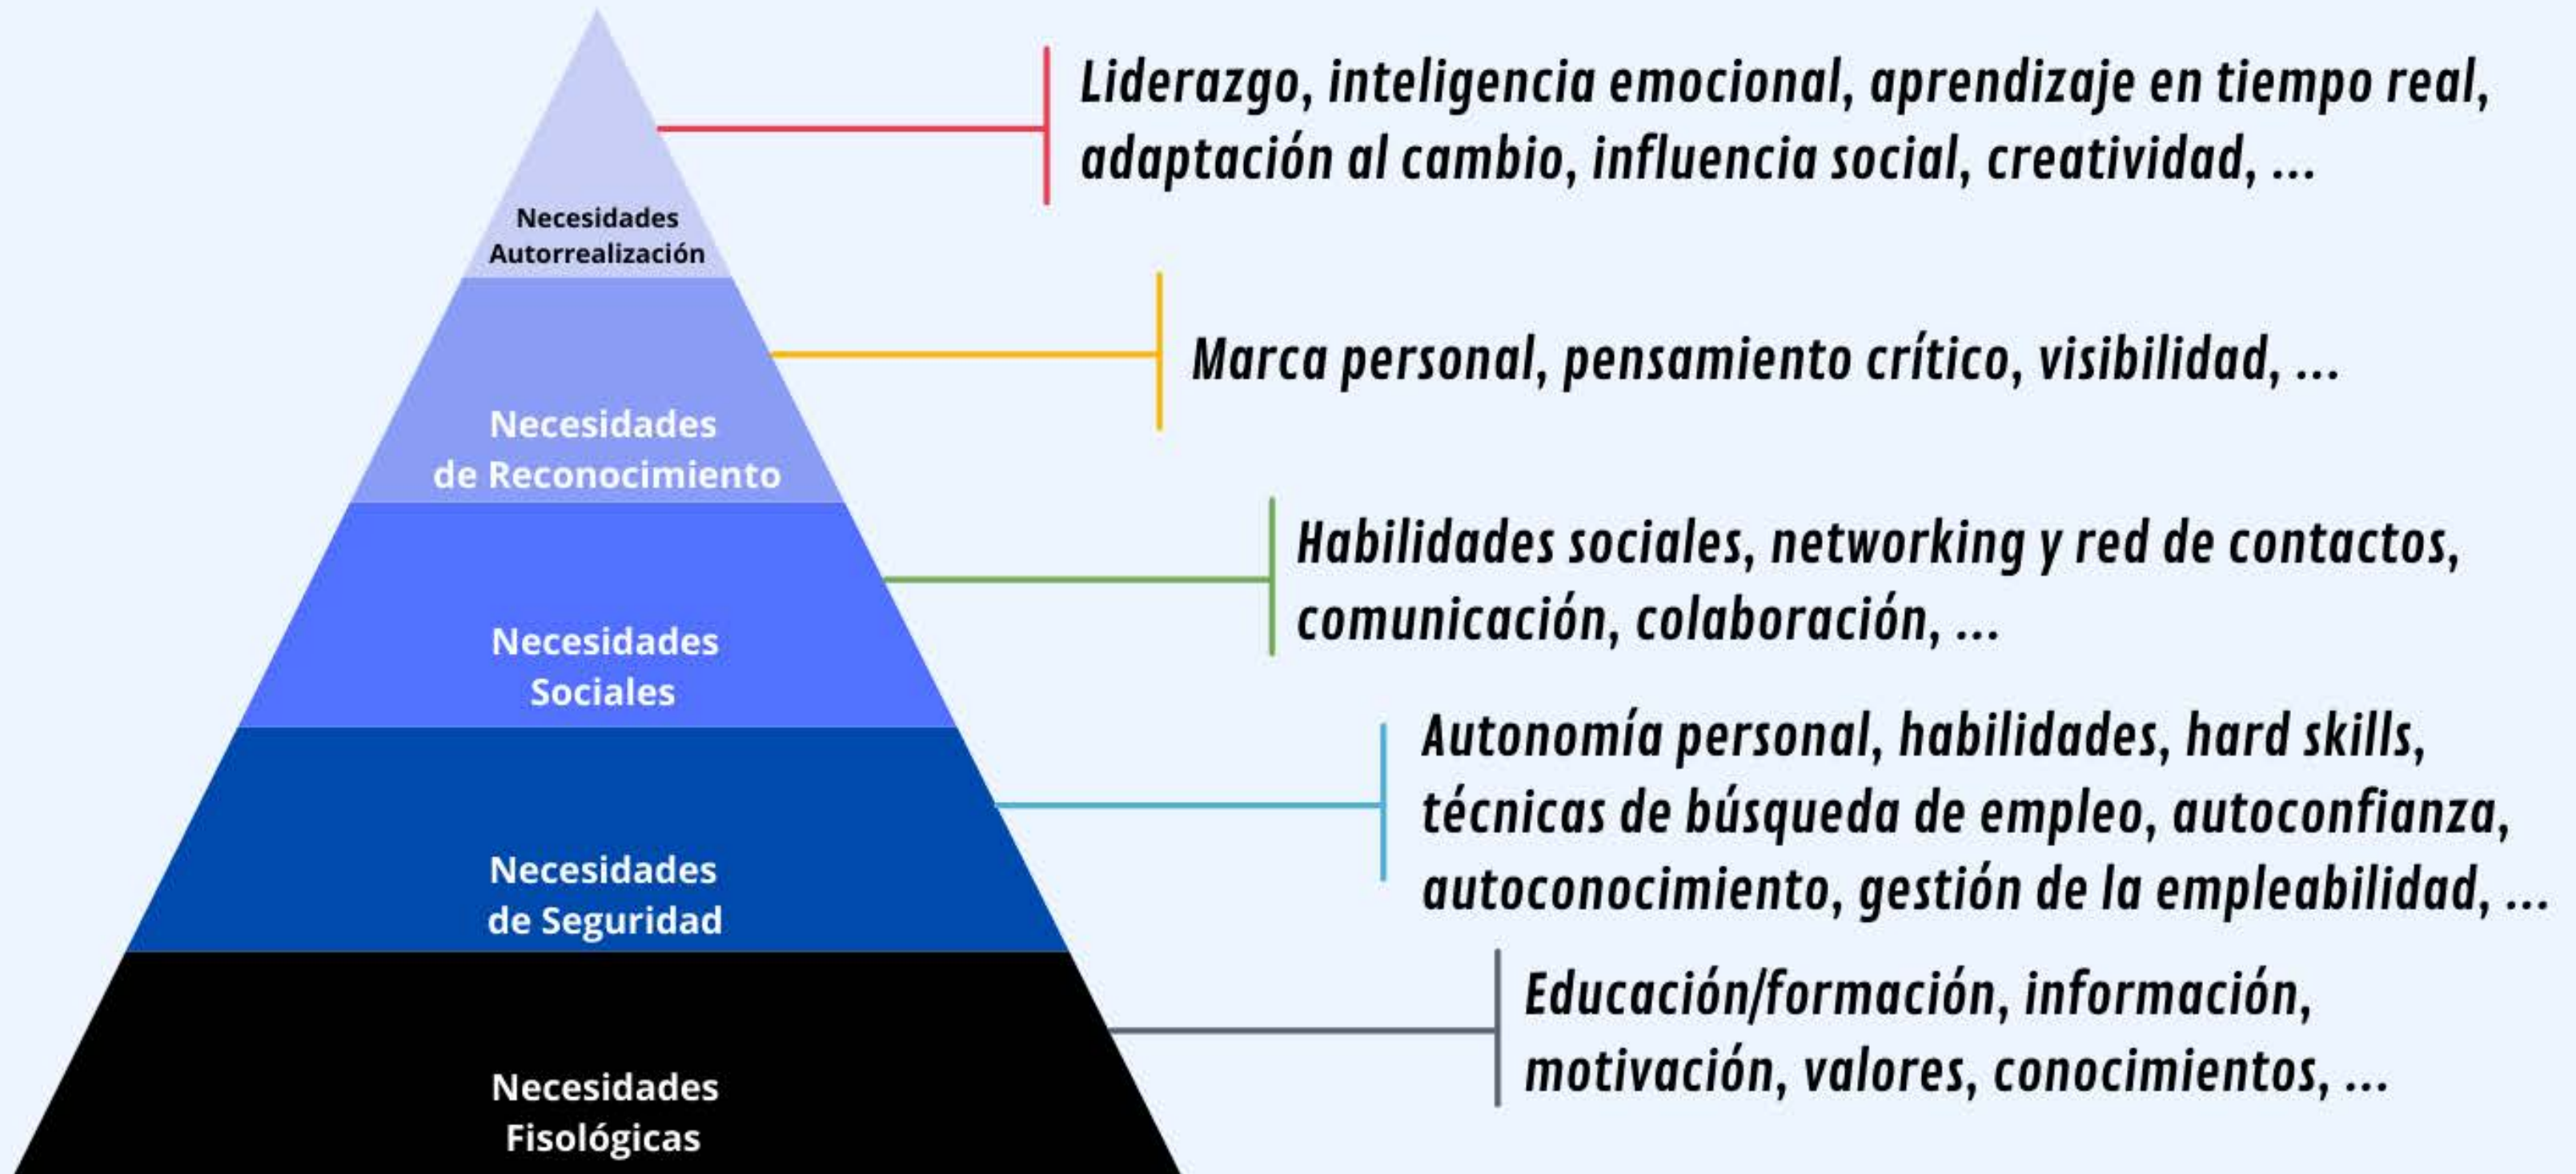 Liderazgo, inteligencia emocional, aprendizaje en tiempo real,
adaptación al cambio, influencia social, creatividad, ...
Necesidades
Autorrealización
Marca personal, pensamiento crítico, visibilidad, ...
Necesidades
de Reconocimiento
Habilidades sociales, networking y red de contactos,
comunicación, colaboración, ...
Necesidades
Sociales
Autonomía personal, habilidades, hard skills,
técnicas de búsqueda de empleo, autoconfianza,
autoconocimiento, gestión de la empleabilidad, ...
Necesidades
de Seguridad
Educación/formación, información,
motivación, valores, conocimientos, ...
Necesidades
Fisológicas